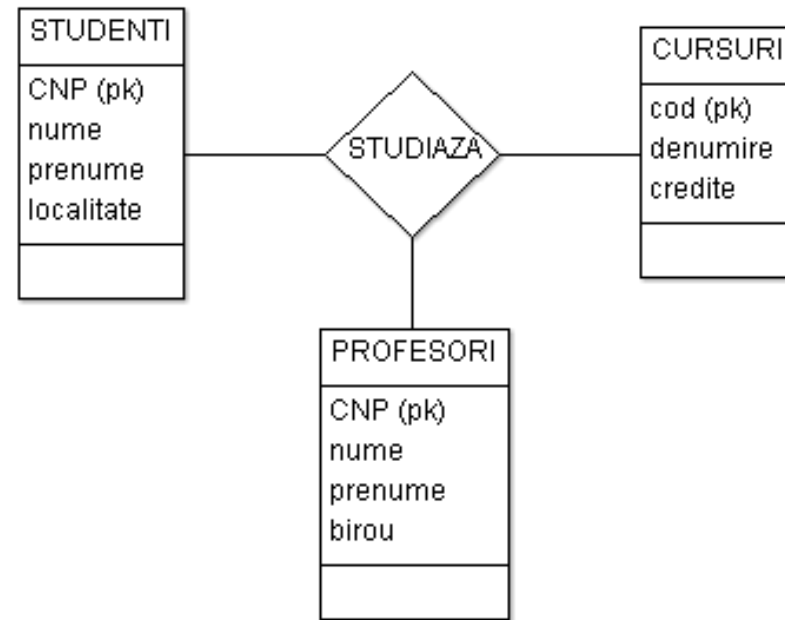 STUDENTI
CNP (pk)
nume
prenume
localitate
STUDIAZA
CURSURI
cod (pk)
denumire
credite
PROFESORI
CNP (pk)
nume
prenume
birou